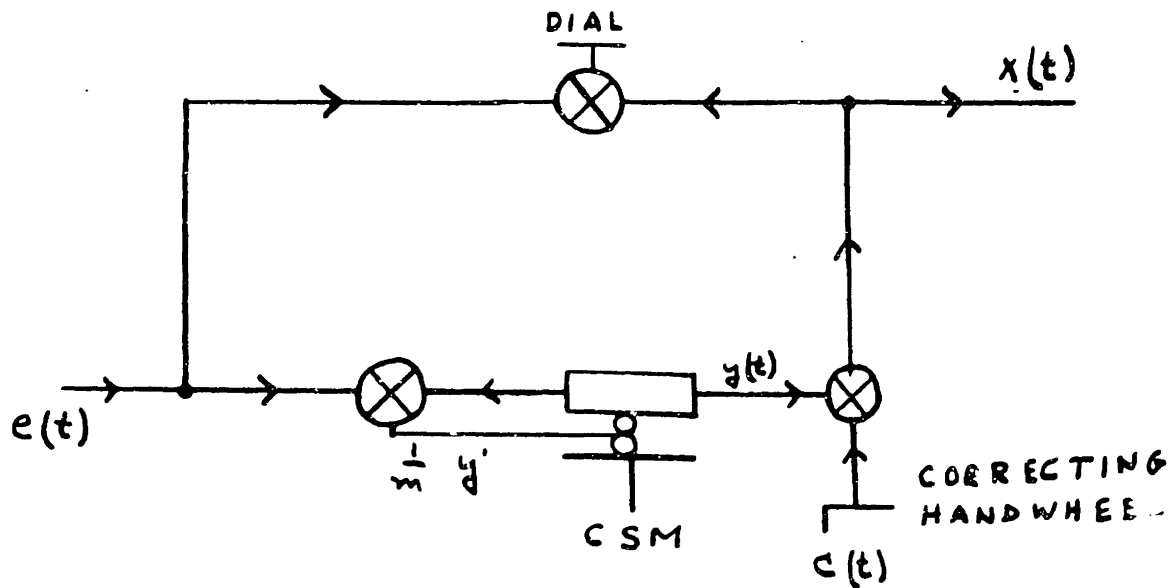 DIAL
x(t)
y(t)
e(t)
1/m y'
CORRECTING
HANDWHEE
CSM
C(t)